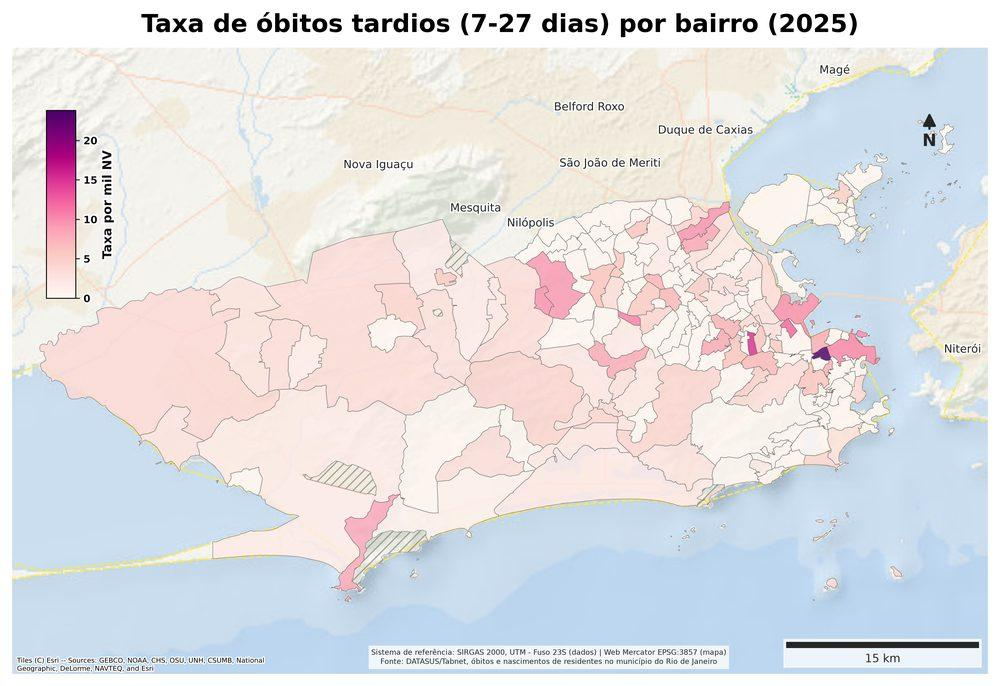 Taxa de óbitos tardios (7-27 dias) por bairro (2025)
Magé
Belford Roxo
Duque de Caxias
N
Nova Iguaçu
São João de Meriti
Mesquita
Nilópolis
Niterói
20
15
10
5
0
Taxa por mil NV
15 km
Sistema de referência: SIRGAS 2000, UTM - Fuso 23S (dados) | Web Mercator EPSG:3857 (mapa)
Fonte: DATASUS/Tabnet, óbitos e nascimentos de residentes no município do Rio de Janeiro
Tiles (C) Esri -- Sources: GEBCO, NOAA, CHS, OSU, UNH, CSUMB, National
Geographic, DeLorme, NAVTEQ, and Esri